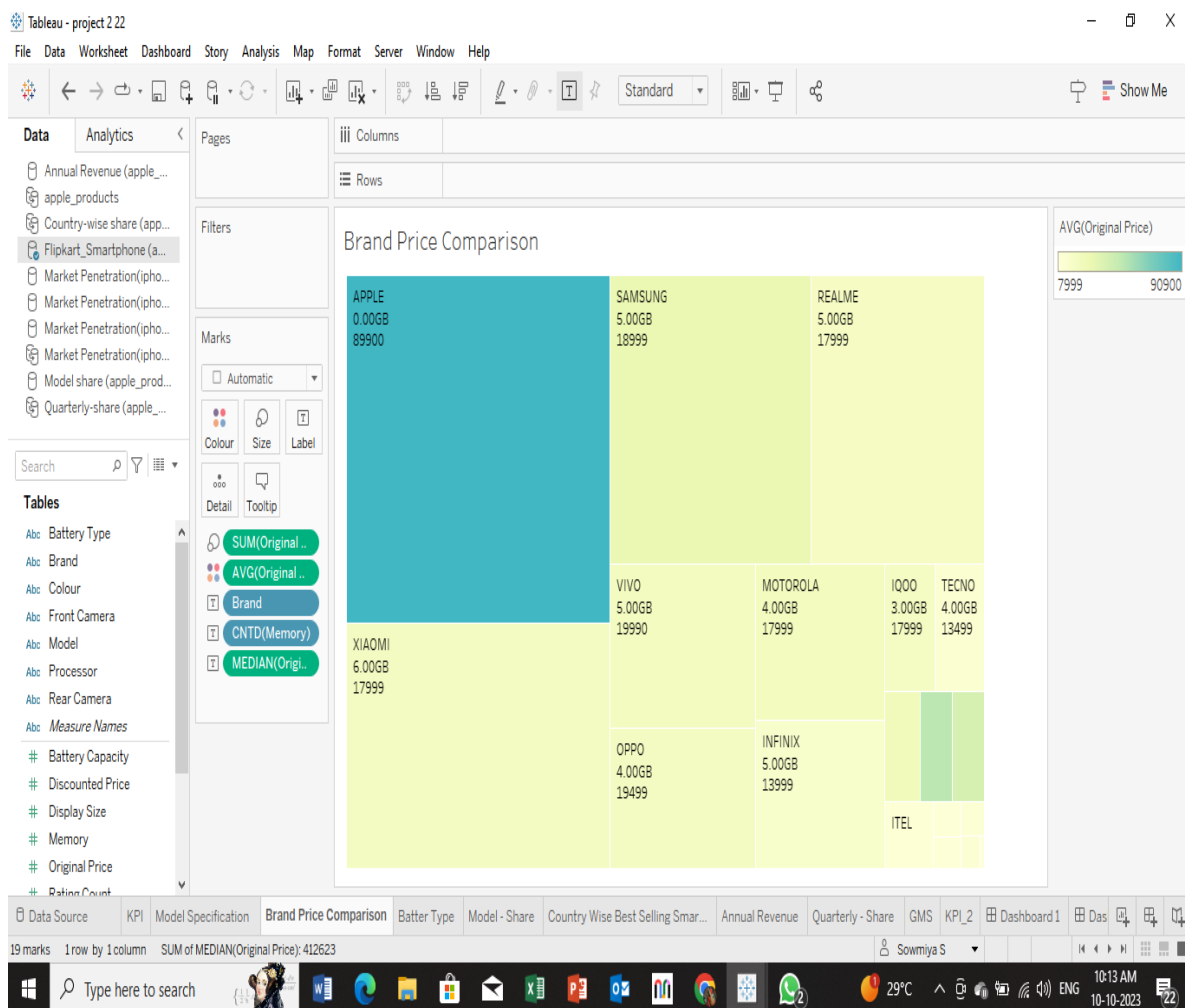 Tableau - project 2 22
File Data Worksheet Dashboard Story Analysis Map Format Server Window Help
Standard
Show Me
Data Analytics
Annual Revenue (apple_...
apple_products
Country-wise share (app...
Flipkart_Smartphone (a...
Market Penetration(ipho...
Market Penetration(ipho...
Market Penetration(ipho...
Market Penetration(ipho...
Model share (apple_prod...
Quarterly-share (apple_...
Search
Tables
Abc Battery Type
Abc Brand
Abc Colour
Abc Front Camera
Abc Model
Abc Processor
Abc Rear Camera
Abc Measure Names
# Battery Capacity
# Discounted Price
# Display Size
# Memory
# Original Price
# Rating Count
Pages
Filters
Marks
Automatic
Colour Size Label
Detail Tooltip
SUM(Original ..
AVG(Original ..
Brand
CNTD(Memory)
MEDIAN(Origi..
Columns
Rows
Brand Price Comparison
APPLE
0.00GB
89900
SAMSUNG
5.00GB
18999
REALME
5.00GB
17999
XIAOMI
6.00GB
17999
VIVO
5.00GB
19990
MOTOROLA
4.00GB
17999
IQOO
3.00GB
17999
TECNO
4.00GB
13499
OPPO
4.00GB
19499
INFINIX
5.00GB
13999
ITEL
AVG(Original Price)
7999 90900
Data Source KPI Model Specification Brand Price Comparison Batter Type Model - Share Country Wise Best Selling Smar... Annual Revenue Quarterly - Share GMS KPI_2 Dashboard 1 Das
19 marks 1 row by 1 column SUM of MEDIAN(Original Price): 412623
Sowmiya S
Type here to search
2
29°C
ENG
10:13 AM
10-10-2023
22